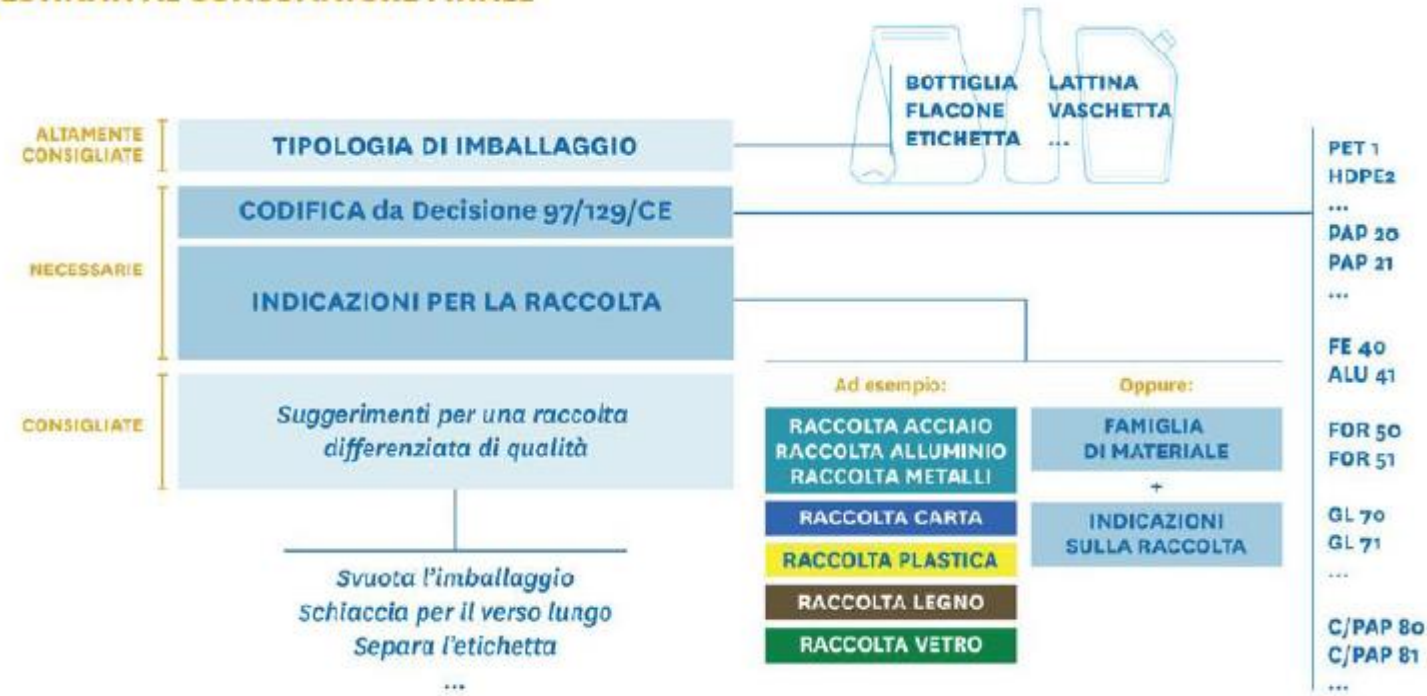 ALTAMENTE
CONSIGLIATE
TIPOLOGIA DI IMBALLAGGIO
BOTTIGLIA LATTINA
FLACONE VASCHETTA
ETICHETTA ...
NECESSARIE
CODIFICA da Decisione 97/129/CE
INDICAZIONI PER LA RACCOLTA
PET 1
HDPE2
...
PAP 20
PAP 21
...
FE 40
ALU 41
FOR 50
FOR 51
GL 70
GL 71
...
C/PAP 80
C/PAP 81
...
Ad esempio:
RACCOLTA ACCIAIO
RACCOLTA ALLUMINIO
RACCOLTA METALLI
RACCOLTA CARTA
RACCOLTA PLASTICA
RACCOLTA LEGNO
RACCOLTA VETRO
Oppure:
FAMIGLIA
DI MATERIALE
+
INDICAZIONI
SULLA RACCOLTA
CONSIGLIATE
Suggerimenti per una raccolta
differenziata di qualità
Svuota l'imballaggio
Schiaccia per il verso lungo
Separa l'etichetta
...